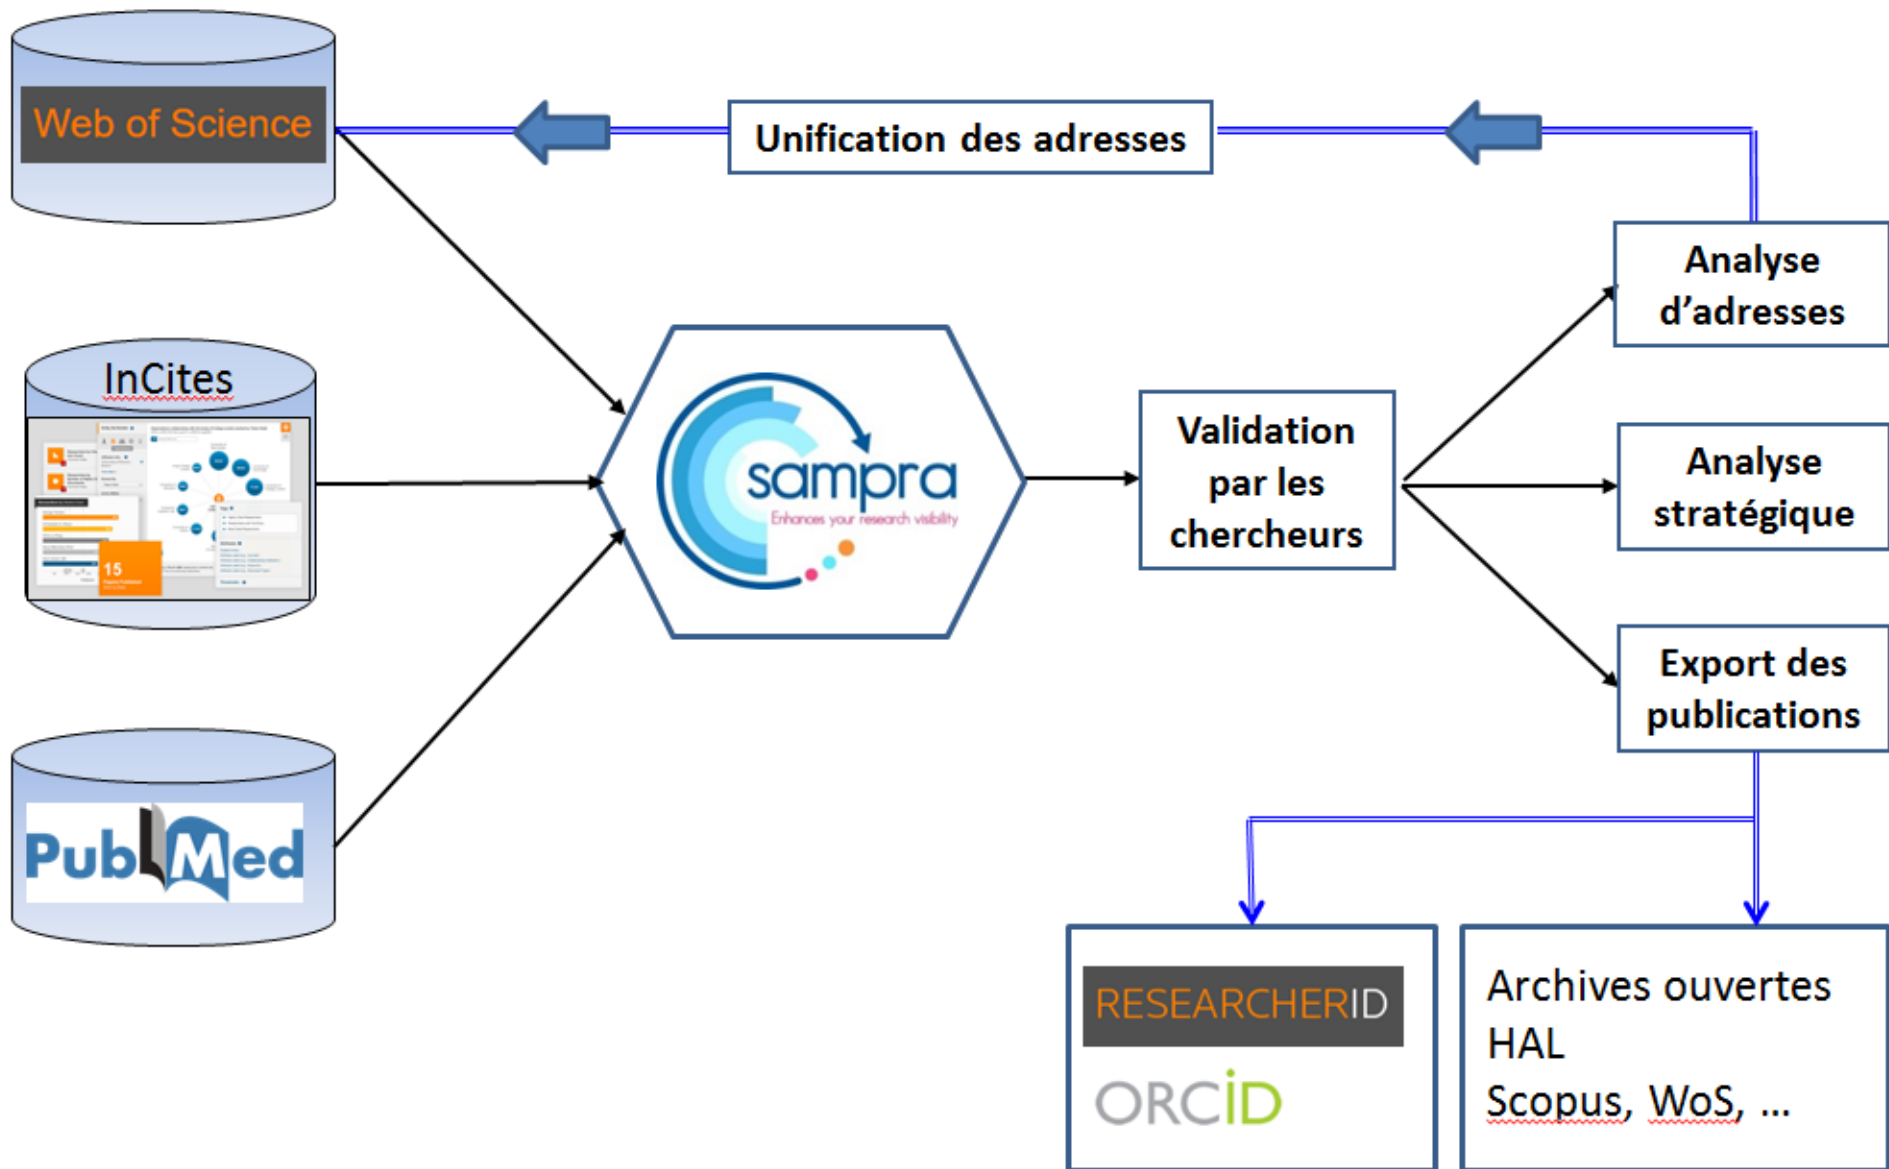 Web of Science
Unification des adresses
Analyse
d’adresses
InCites
15
sampra
Enhances your research visibility
Validation
par les
chercheurs
Analyse
stratégique
Export des
publications
PubMed
RESEARCHERID
ORCiD
Archives ouvertes
HAL
Scopus, WoS, ...